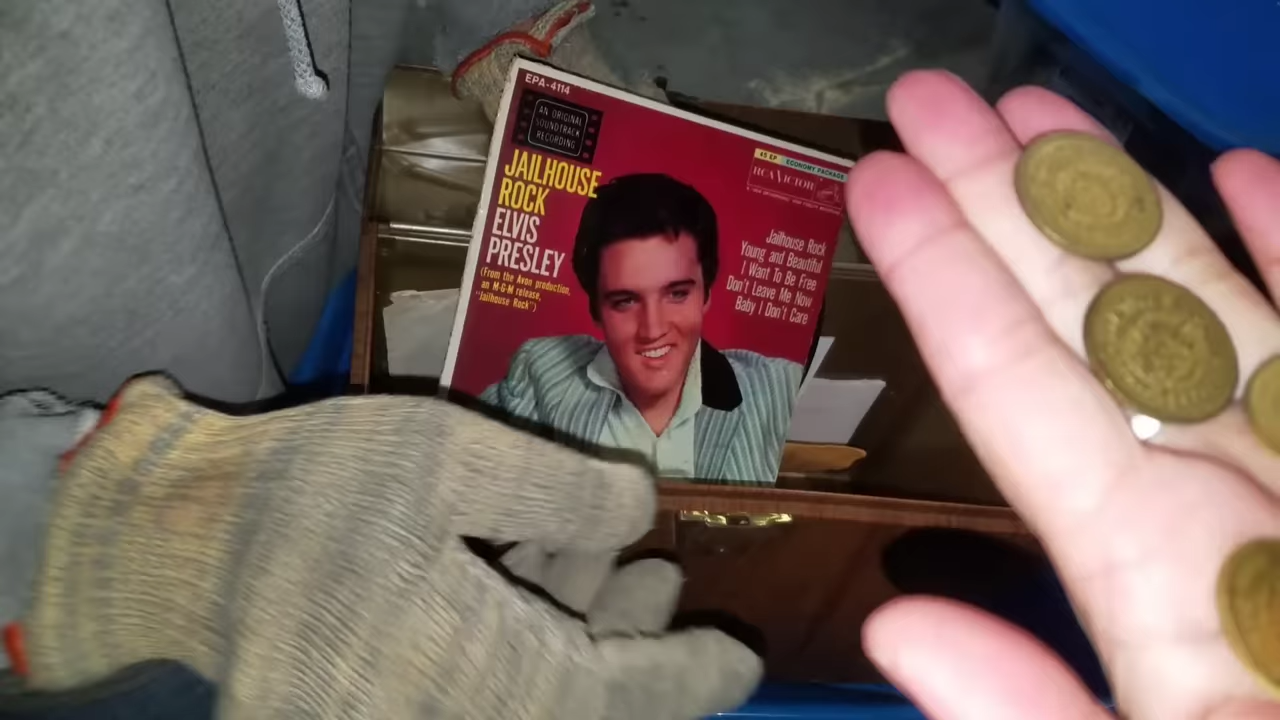 EPA-4114
AN ORIGINAL
SOUNDTRACK
RECORDING
JAILHOUSE
ROCK
ELVIS
PRESLEY
(From the Avon production,
an M-G-M release,
"Jailhouse Rock")
45 EP ECONOMY PACKAGE
RCA VICTOR
Jailhouse Rock
Young and Beautiful
I Want To Be Free
Don't Leave Me Now
Baby I Don't Care